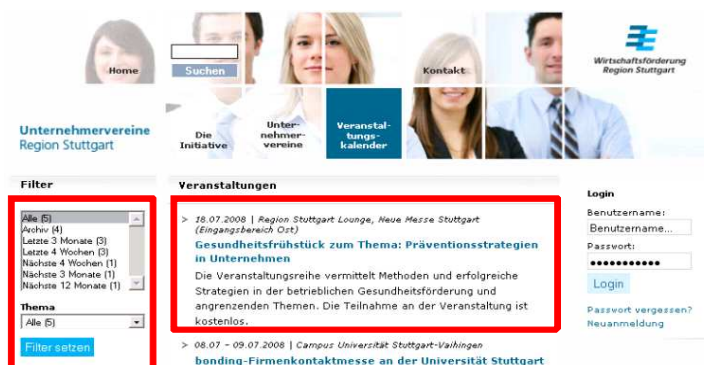 Home
Suchen
Kontakt
Wirtschaftsförderung
Region Stuttgart
Unternehmervereine
Region Stuttgart
Die
Initiative
Unter-
nehmer-
vereine
Veranstal-
tungs-
kalender
Filter
Alle (5)
Archiv (4)
Letzte 3 Monate (3)
Letzte 4 Wochen (3)
Nächste 4 Wochen (1)
Nächste 3 Monate (1)
Nächste 12 Monate (1)
Thema
Alle (5)
Filter setzen
Veranstaltungen
> 18.07.2008 | Region Stuttgart Lounge, Neue Messe Stuttgart
(Eingangsbereich Ost)
Gesundheitsfrühstück zum Thema: Präventionsstrategien
in Unternehmen
Die Veranstaltungsreihe vermittelt Methoden und erfolgreiche
Strategien in der betrieblichen Gesundheitsförderung und
angrenzenden Themen. Die Teilnahme an der Veranstaltung ist
kostenlos.
> 08.07 - 09.07.2008 | Campus Universität Stuttgart-Vaihingen
bonding-Firmenkontaktmesse an der Universität Stuttgart
Login
Benutzername:
Benutzername...
Passwort:
●●●●●●●●●●●
Login
Passwort vergessen?
Neuanmeldung